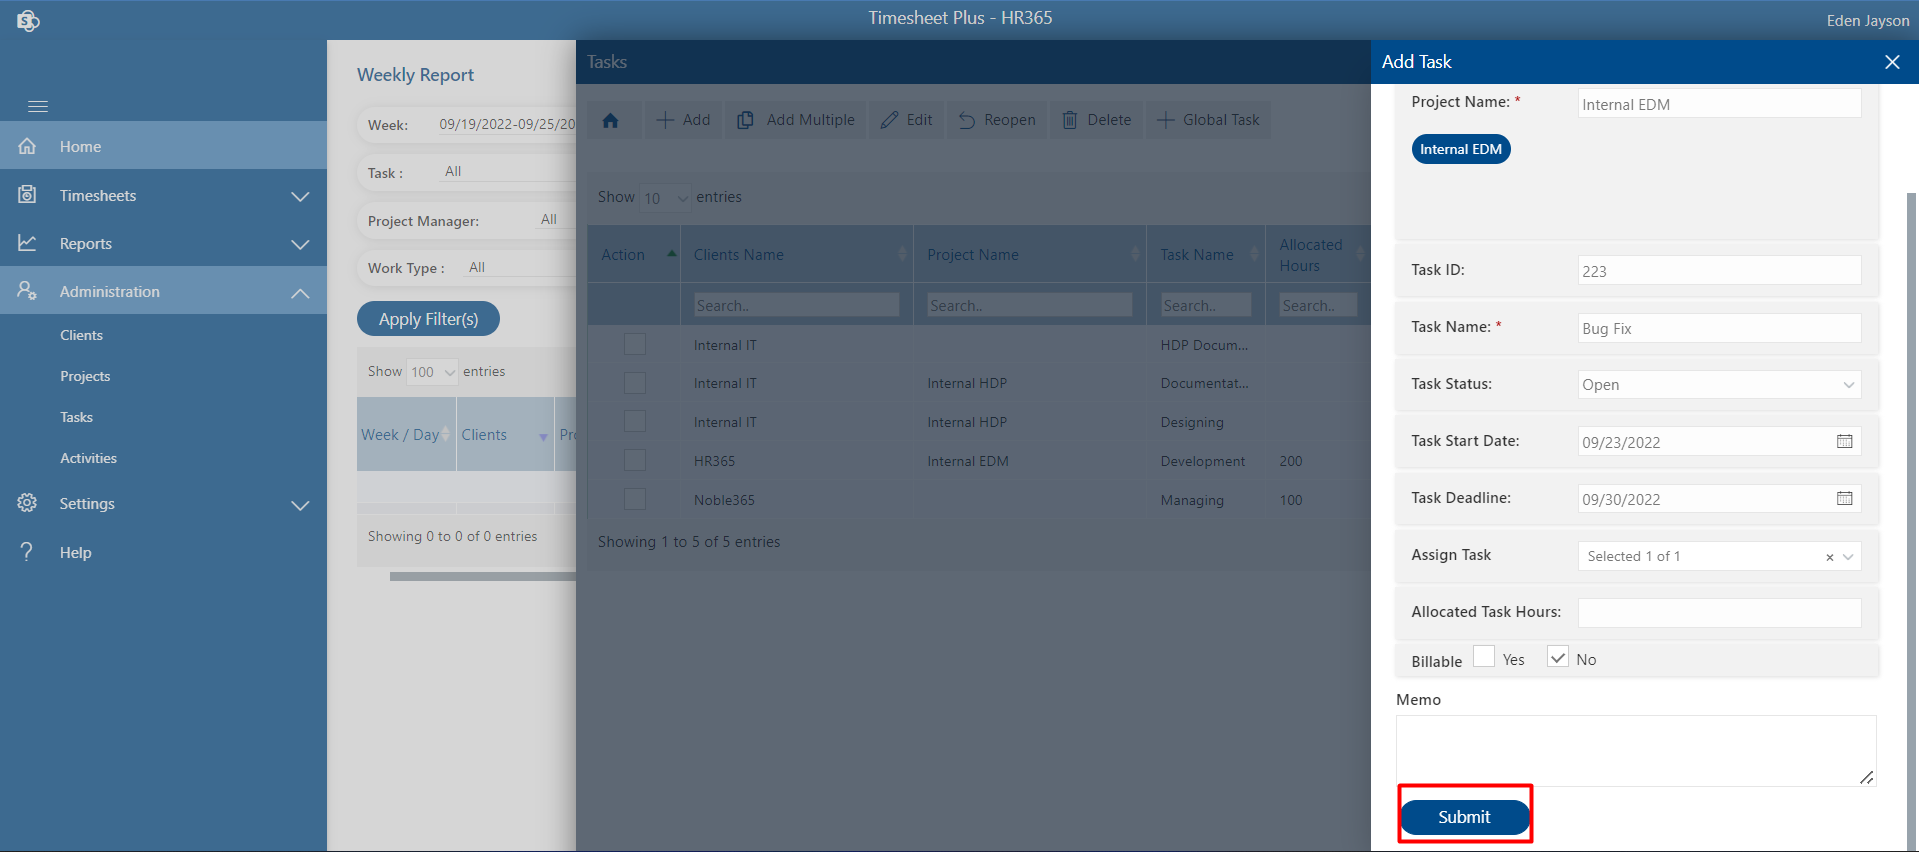 Timesheet Plus - HR365
Eden Jayson
Home
Timesheets
Reports
Administration
Clients
Projects
Tasks
Activities
Settings
Help
Weekly Report
Week: 09/19/2022-09/25/20
Task : All
Project Manager: All
Work Type : All
Apply Filter(s)
Show 100 entries
Week / Day Clients Pro
Showing 0 to 0 of 0 entries
Tasks
Add Add Multiple Edit Reopen Delete Global Task
Show 10 entries
Action Clients Name Project Name Task Name Allocated Hours
Search.. Search.. Search.. Search..
Internal IT HDP Docum...
Internal IT Internal HDP Documentat...
Internal IT Internal HDP Designing
HR365 Internal EDM Development 200
Noble365 Managing 100
Showing 1 to 5 of 5 entries
Add Task
Project Name: * Internal EDM
Internal EDM
Task ID: 223
Task Name: * Bug Fix
Task Status: Open
Task Start Date: 09/23/2022
Task Deadline: 09/30/2022
Assign Task Selected 1 of 1 ×
Allocated Task Hours:
Billable Yes No
Memo
Submit